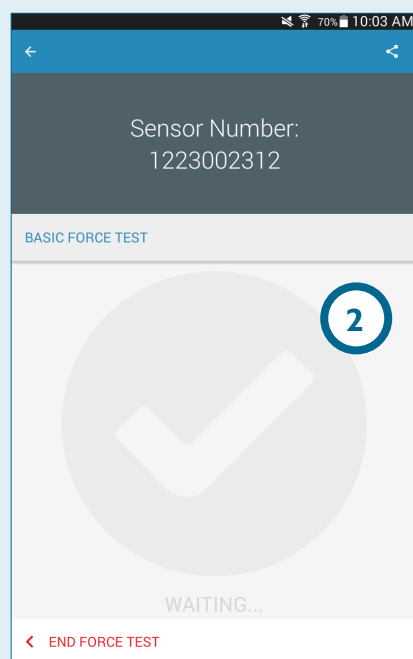 70% 10:03 AM
Sensor Number:
1223002312
BASIC FORCE TEST
2
WAITING...
END FORCE TEST